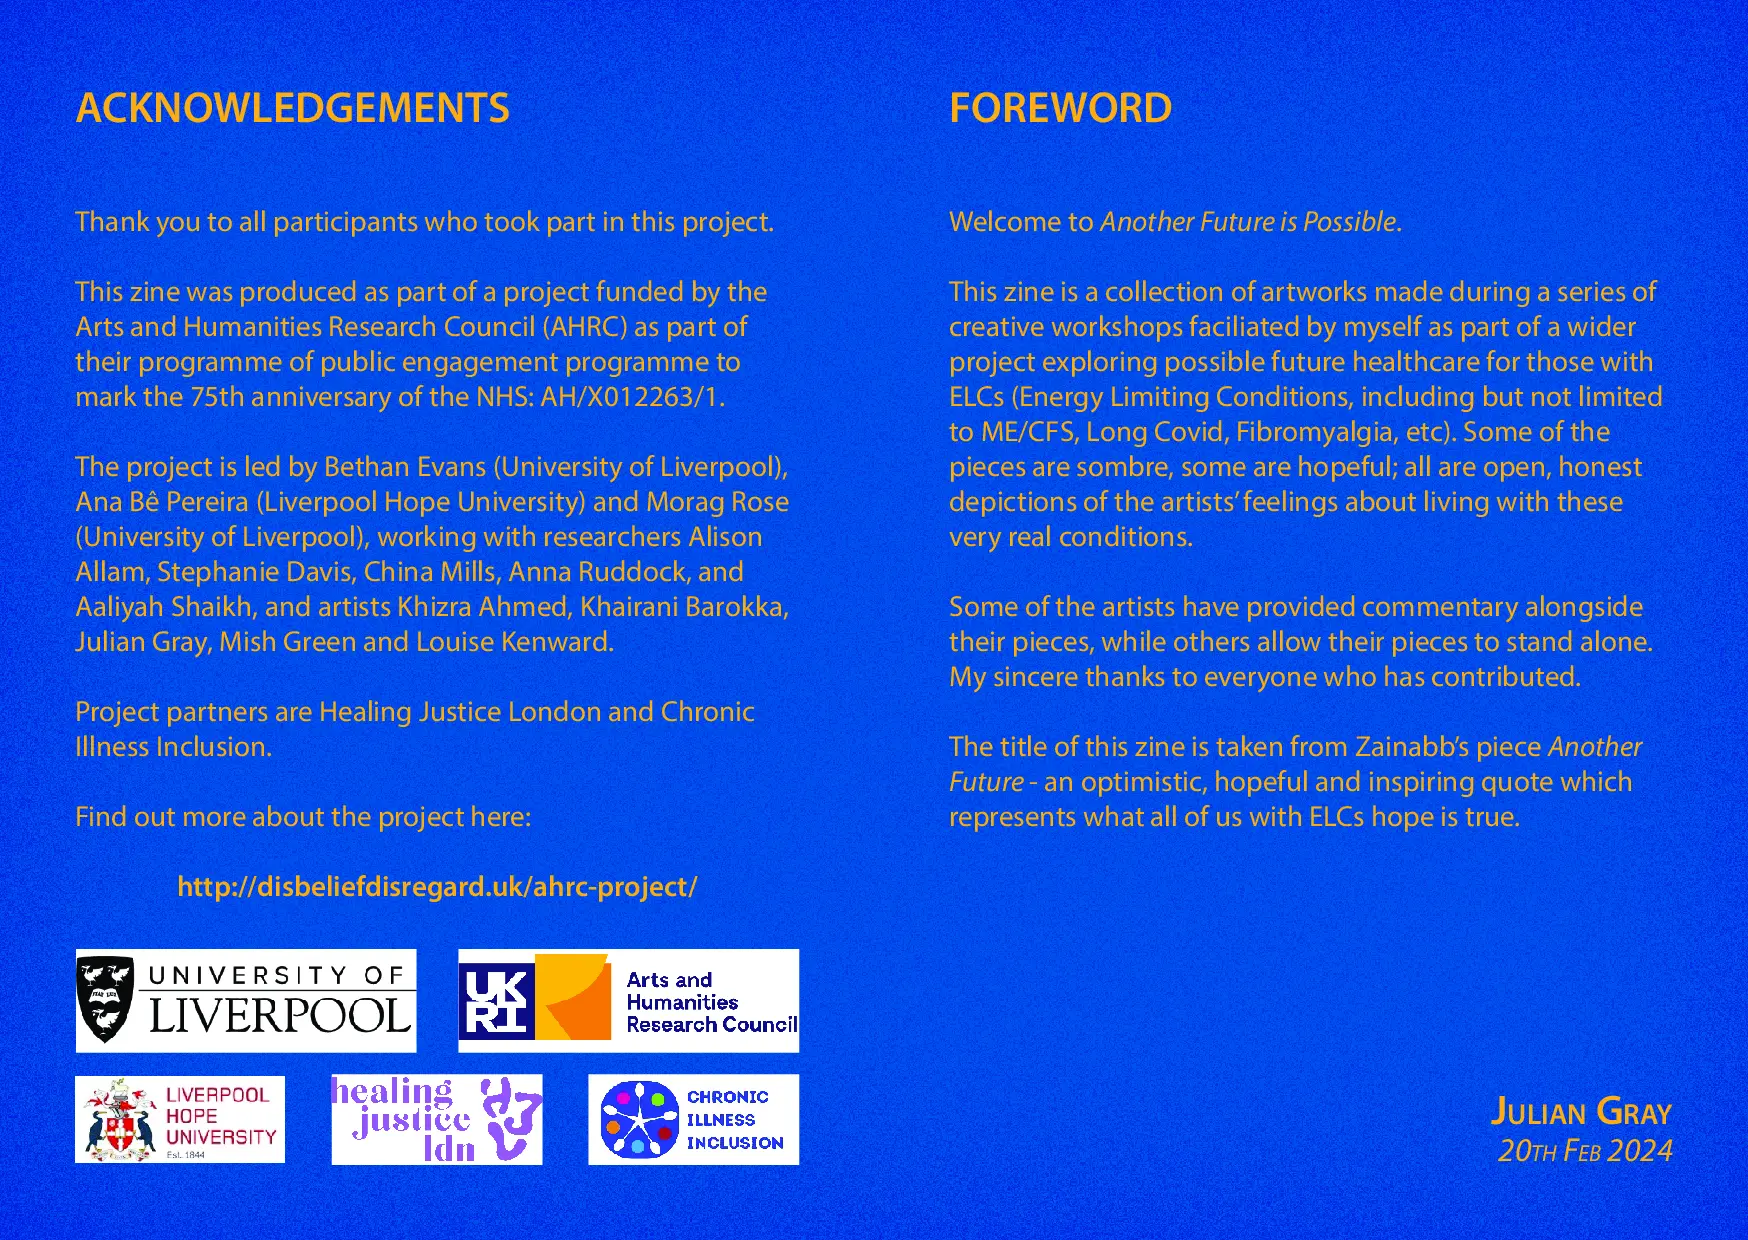 ACKNOWLEDGEMENTS
Thank you to all participants who took part in this project.
This zine was produced as part of a project funded by the
Arts and Humanities Research Council (AHRC) as part of
their programme of public engagement programme to
mark the 75th anniversary of the NHS: AH/X012263/1.
The project is led by Bethan Evans (University of Liverpool),
Ana Bê Pereira (Liverpool Hope University) and Morag Rose
(University of Liverpool), working with researchers Alison
Allam, Stephanie Davis, China Mills, Anna Ruddock, and
Aaliyah Shaikh, and artists Khizra Ahmed, Khairani Barokka,
Julian Gray, Mish Green and Louise Kenward.
Project partners are Healing Justice London and Chronic
Illness Inclusion.
Find out more about the project here:
http://disbeliefdisregard.uk/ahrc-project/
UNIVERSITY OF
LIVERPOOL
UK
RI
Arts and
Humanities
Research Council
LIVERPOOL
HOPE
UNIVERSITY
Est. 1844
healing
justice
ldn
CHRONIC
ILLNESS
INCLUSION
FOREWORD
Welcome to Another Future is Possible.
This zine is a collection of artworks made during a series of
creative workshops faciliated by myself as part of a wider
project exploring possible future healthcare for those with
ELCs (Energy Limiting Conditions, including but not limited
to ME/CFS, Long Covid, Fibromyalgia, etc). Some of the
pieces are sombre, some are hopeful; all are open, honest
depictions of the artists’ feelings about living with these
very real conditions.
Some of the artists have provided commentary alongside
their pieces, while others allow their pieces to stand alone.
My sincere thanks to everyone who has contributed.
The title of this zine is taken from Zainabb’s piece Another
Future - an optimistic, hopeful and inspiring quote which
represents what all of us with ELCs hope is true.
JULIAN GRAY
20TH FEB 2024